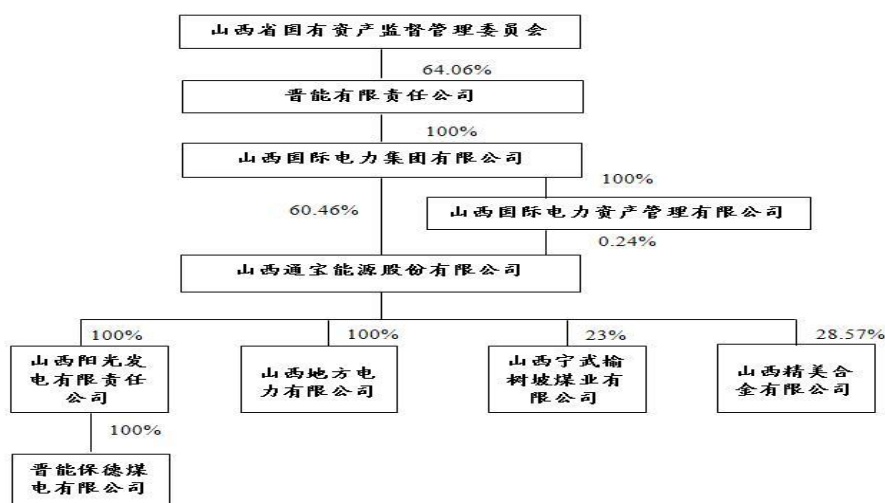 山西省国有资产监督管理委员会
64.06%
晋能有限责任公司
100%
山西国际电力集团有限公司
100%
60.46%
山西国际电力资产管理有限公司
0.24%
山西通宝能源股份有限公司
100%
100%
23%
28.57%
山西阳光发
电有限责任
公司
山西地方电
力有限公司
山西宁武榆
树坡煤业有
限公司
山西精美合
金有限公司
100%
晋能保德煤
电有限公司